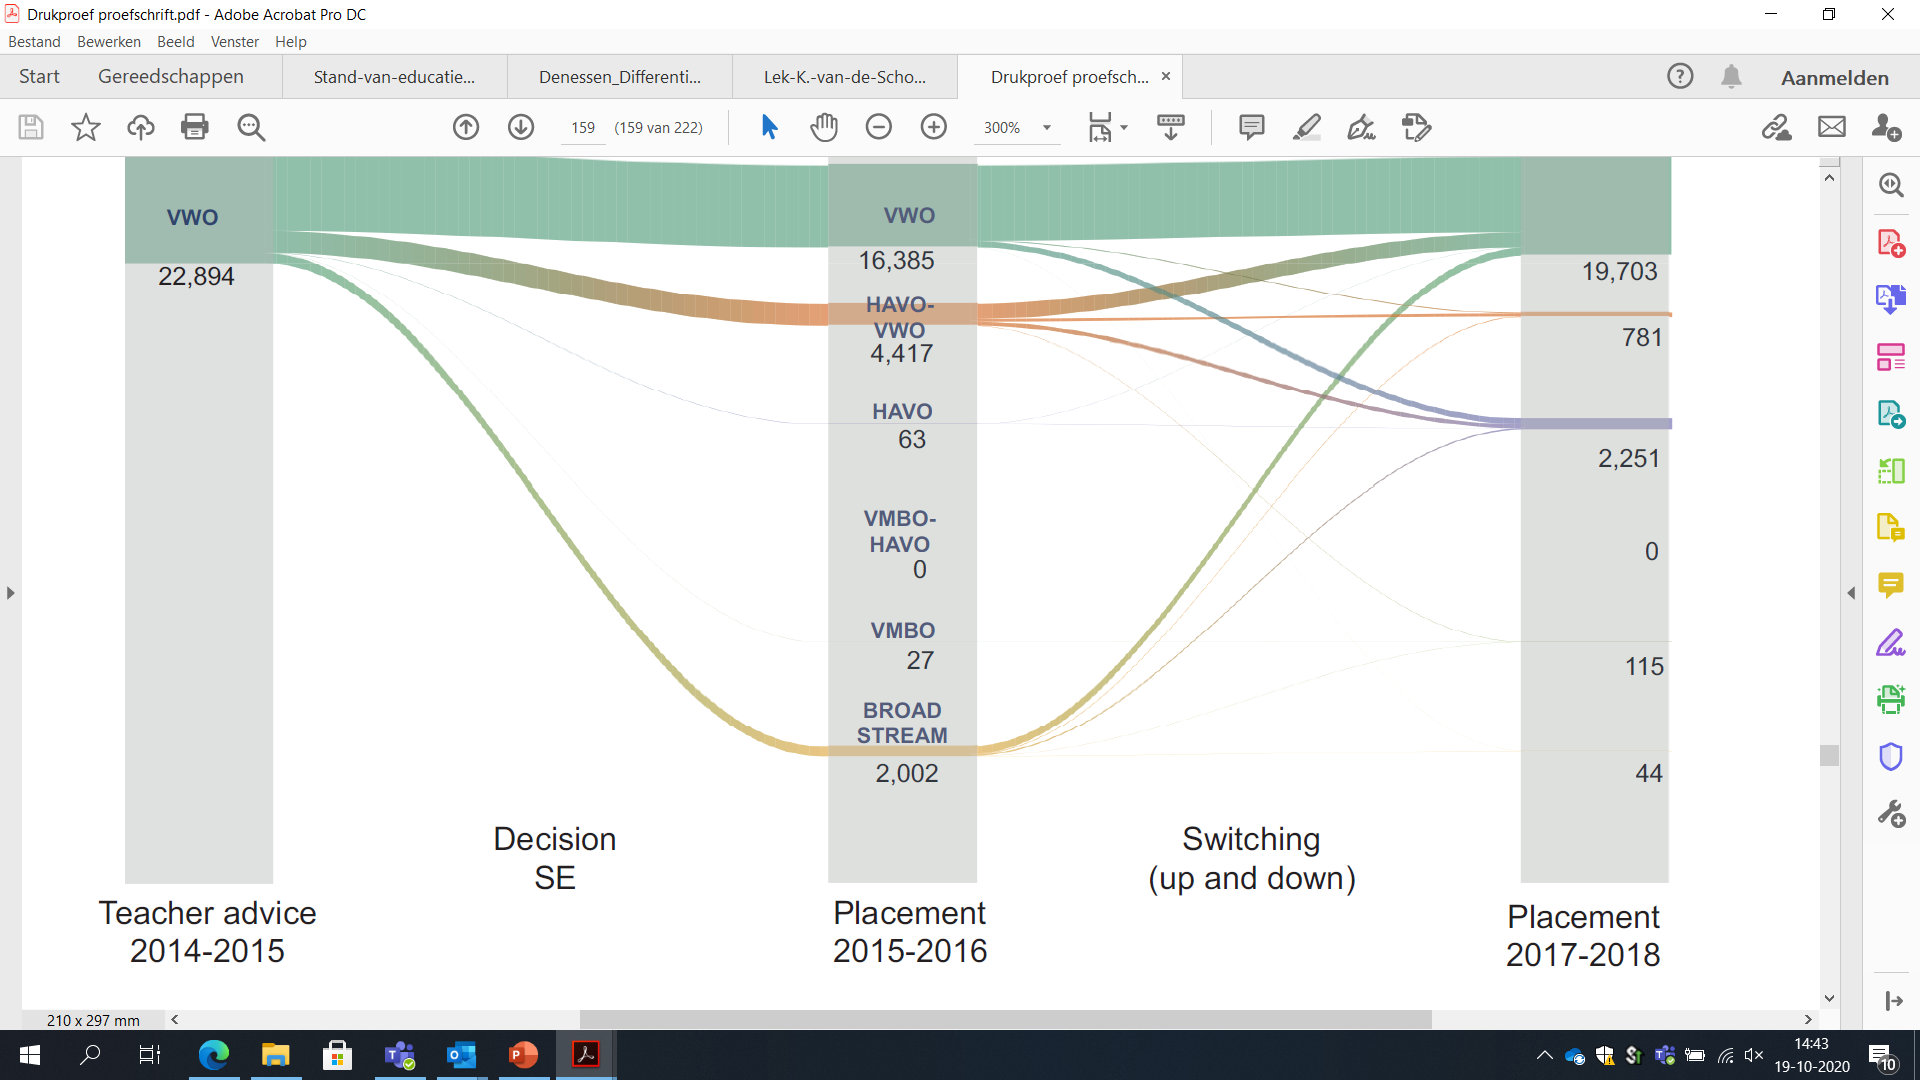 Drukproef proefschrift.pdf - Adobe Acrobat Pro DC
Bestand Bewerken Beeld Venster Help
Start Gereedschappen Stand-van-educatie... Denessen_Differenti... Lek-K.-van-de-Scho... Drukproef proefsch... Aanmelden
159 (159 van 222) 300%
VWO
22,894
VWO
16,385
HAVO-
VWO
4,417
HAVO
63
VMBO-
HAVO
0
VMBO
27
BROAD
STREAM
2,002
19,703
781
2,251
0
115
44
Decision
SE
Switching
(up and down)
Teacher advice
2014-2015
Placement
2015-2016
Placement
2017-2018
210 x 297 mm
14:43
19-10-2020
10